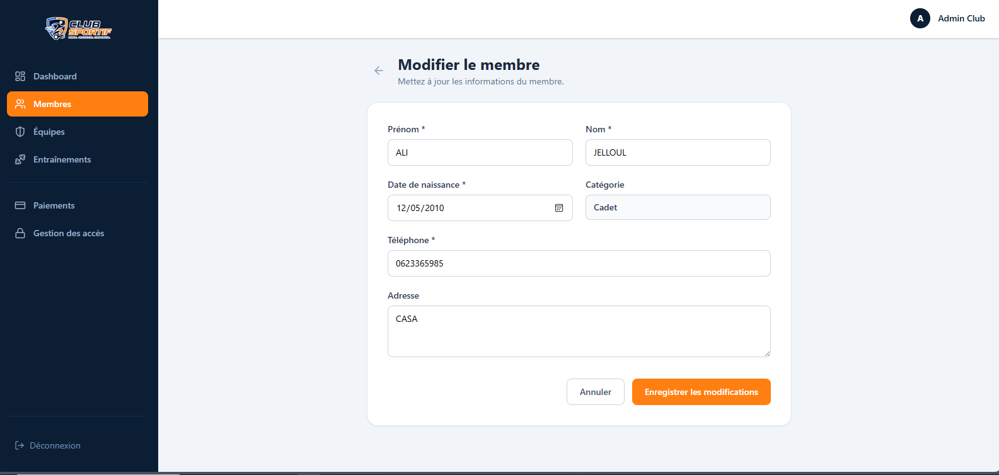 CLUB
SPORTIF
Dashboard
Membres
Équipes
Entraînements
Paiements
Gestion des accès
Déconnexion
A
Admin Club
Modifier le membre
Mettez à jour les informations du membre.
Prénom *
Nom *
ALI
JELLOUL
Date de naissance *
Catégorie
12/05/2010
Cadet
Téléphone *
0623365985
Adresse
CASA
Annuler
Enregistrer les modifications